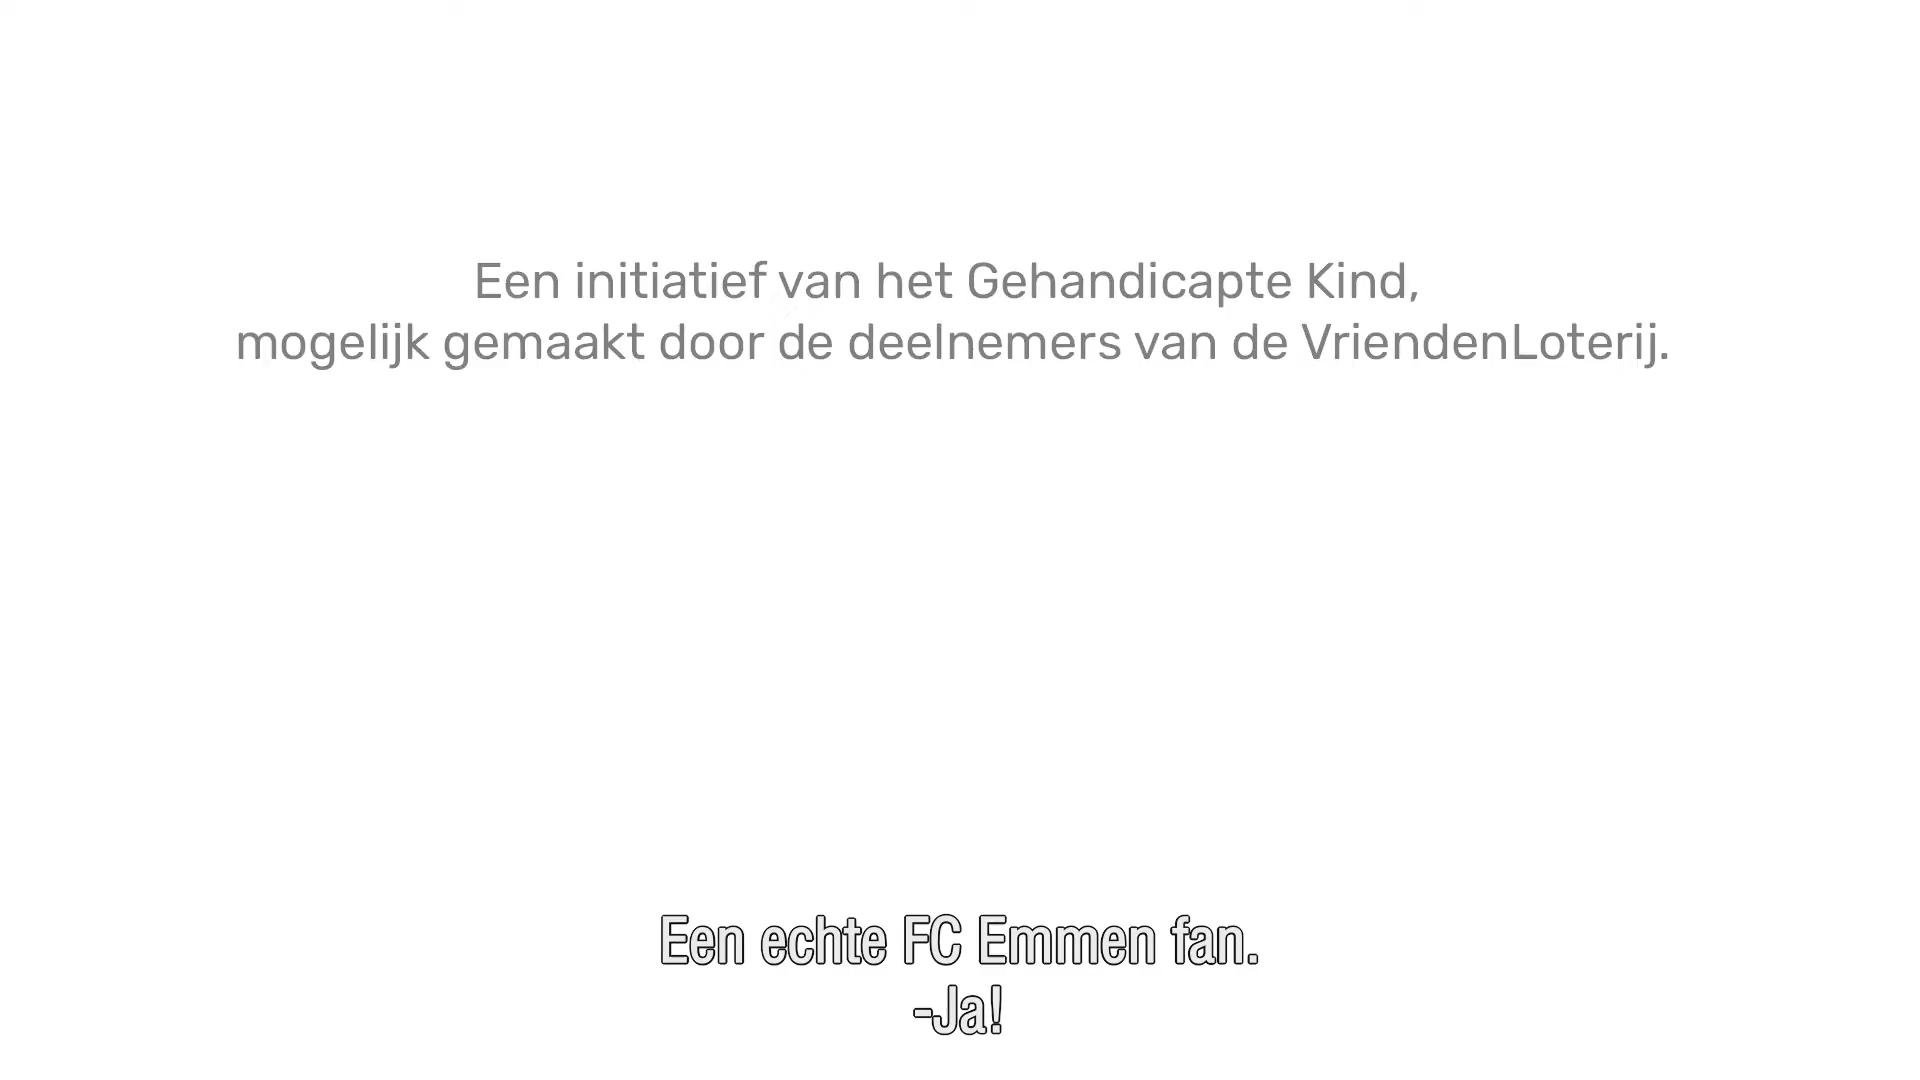 Een initiatief van het Gehandicapte Kind,
mogelijk gemaakt door de deelnemers van de VriendenLoterij.
Een echte FC Emmen fan.
-Ja!